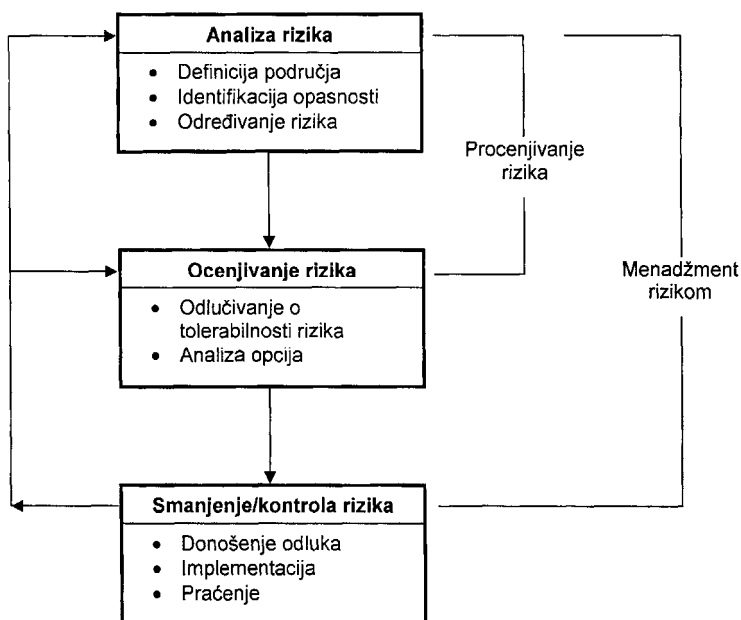 Analiza rizika
• Definicija područja
• Identifikacija opasnosti
• Određivanje rizika
Procenjivanje
rizika
Ocenjivanje rizika
• Odlučivanje o
tolerabilnosti rizika
• Analiza opcija
Menadžment
rizikom
Smanjenje/kontrola rizika
• Donošenje odluka
• Implementacija
• Praćenje